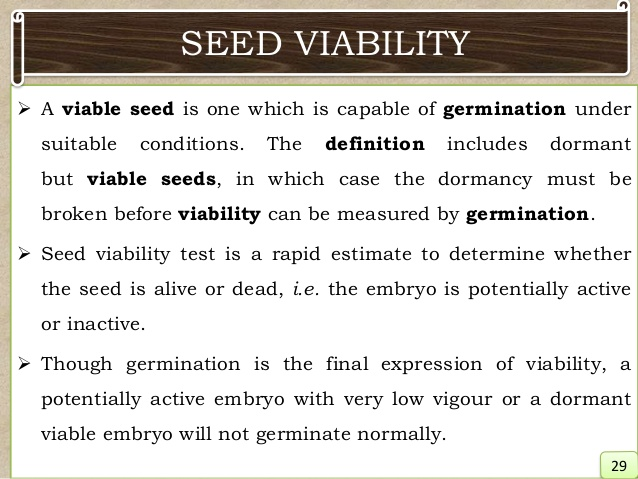 SEED VIABILITY
➢ A viable seed is one which is capable of germination under
suitable conditions. The definition includes dormant
but viable seeds, in which case the dormancy must be
broken before viability can be measured by germination.
➢ Seed viability test is a rapid estimate to determine whether
the seed is alive or dead, i.e. the embryo is potentially active
or inactive.
➢ Though germination is the final expression of viability, a
potentially active embryo with very low vigour or a dormant
viable embryo will not germinate normally.
29